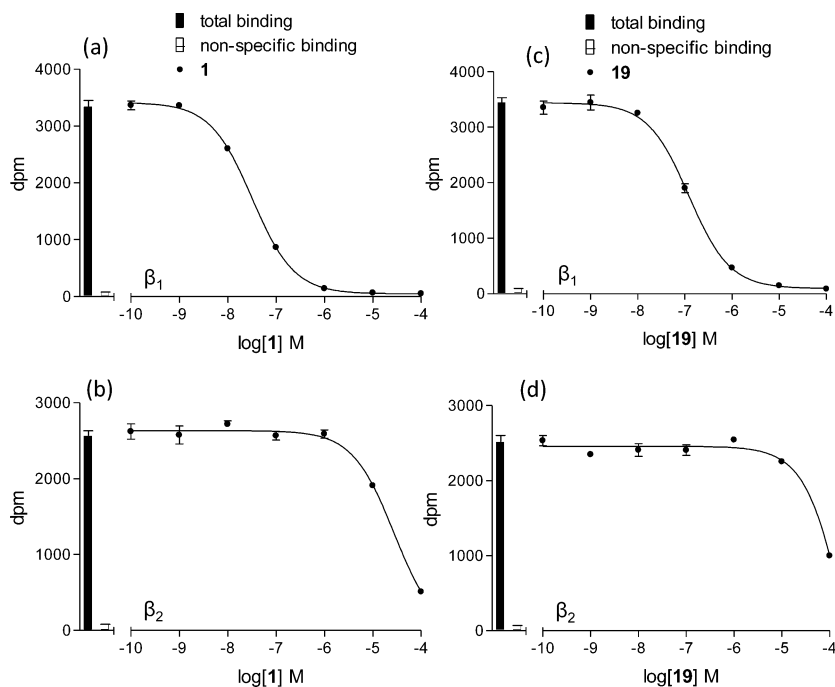 (a)
total binding
non-specific binding
1
4000
3000
2000
1000
0
dpm
β1
-10 -9 -8 -7 -6 -5 -4
log[1] M
(c)
total binding
non-specific binding
19
4000
3000
2000
1000
0
dpm
β1
-10 -9 -8 -7 -6 -5 -4
log[19] M
(b)
3000
2000
1000
0
dpm
β2
-10 -9 -8 -7 -6 -5 -4
log[1] M
(d)
3000
2000
1000
0
dpm
β2
-10 -9 -8 -7 -6 -5 -4
log[19] M